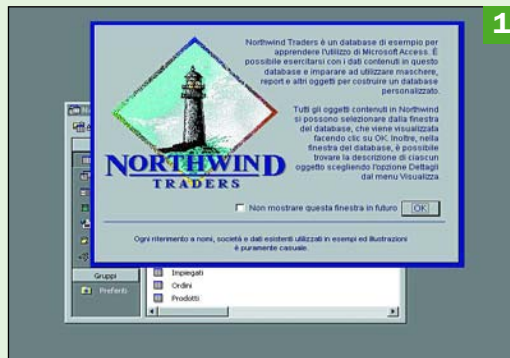 1
Northwind Traders è un database di esempio per
apprendere l'utilizzo di Microsoft Access. È
possibile esercitarsi con i dati contenuti in questo
database e imparare ad utilizzare maschere,
report e altri oggetti per costruire un database
personalizzato.
Tutti gli oggetti contenuti in Northwind
si possono selezionare dalla finestra
del database, che viene visualizzata
facendo clic su OK. Inoltre, nella
finestra del database, è possibile
trovare la descrizione di ciascun
oggetto scegliendo l'opzione Dettagli
dal menu Visualizza.
NORTHWIND
TRADERS
Non mostrare questa finestra in futuro
OK
Ogni riferimento a nomi, società e dati esistenti utilizzati in esempi ed illustrazioni
è puramente casuale.
Gruppi
Preferiti
Impiegati
Ordini
Prodotti